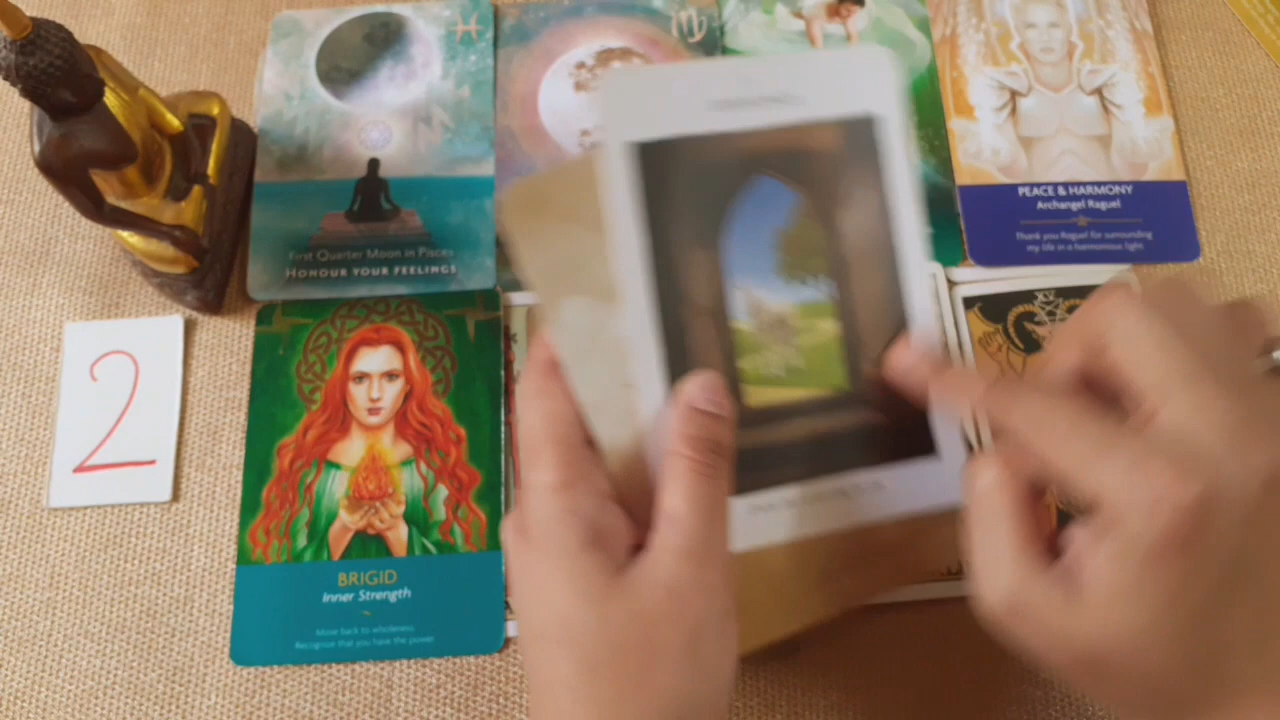 First Quarter Moon in Pisces
HONOUR YOUR FEELINGS
PEACE & HARMONY
Archangel Raguel
Thank you Raguel for surrounding
my life in a harmonious light.
XV
2
BRIGID
Inner Strength
Move back to wholeness.
Recognise that you have the power